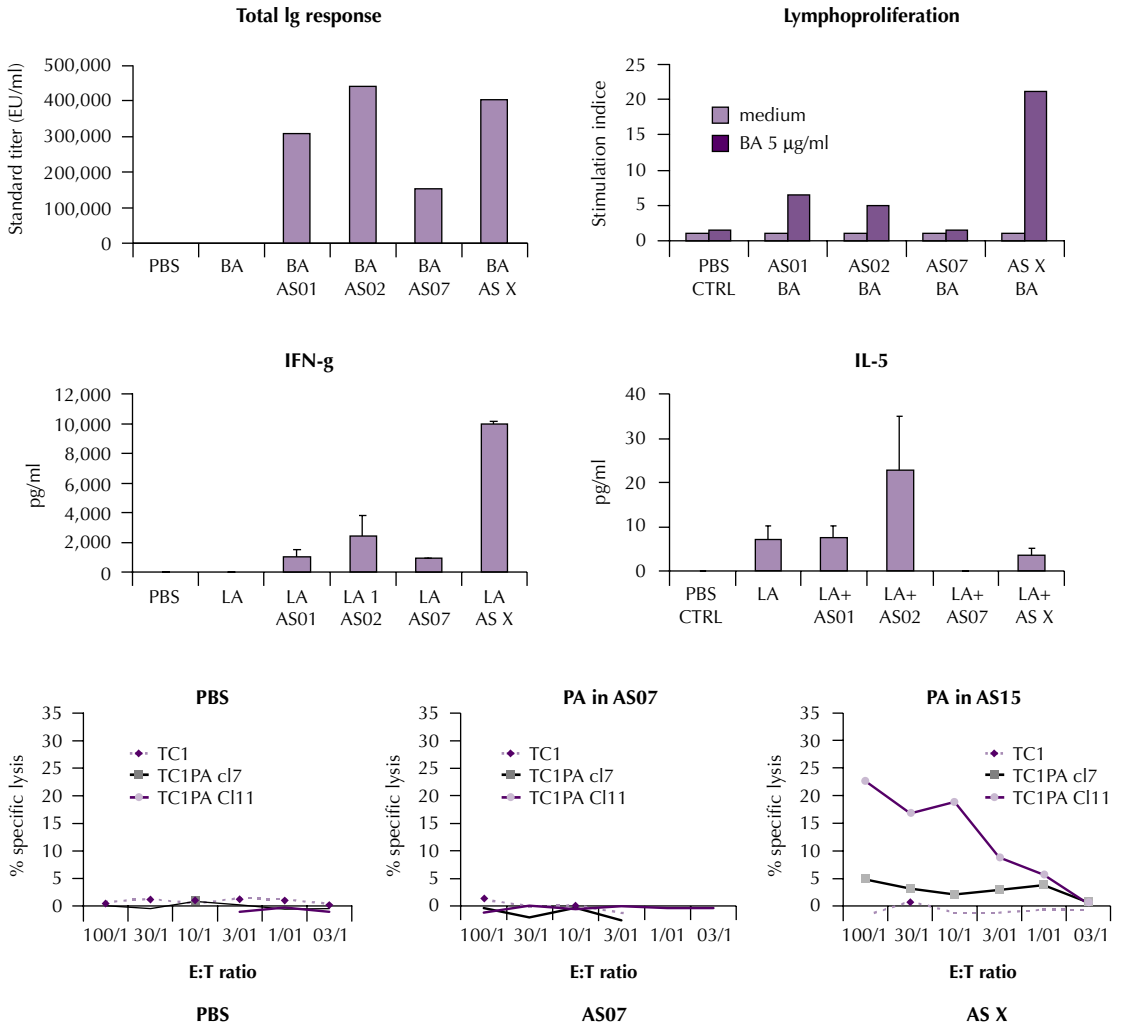 Total Ig response
Standard titer (EU/ml)
500,000
400,000
300,000
200,000
100,000
0
PBS BA BA BA BA BA
AS01 AS02 AS07 AS X
Lymphoproliferation
Stimulation indice
25
20
15
10
5
0
medium
BA 5 µg/ml
PBS AS01 AS02 AS07 AS X
CTRL BA BA BA BA
IFN-g
pg/ml
12,000
10,000
8,000
6,000
4,000
2,000
0
PBS LA LA LA 1 LA LA
AS01 AS02 AS07 AS X
IL-5
pg/ml
40
30
20
10
0
PBS LA LA+ LA+ LA+ LA+
CTRL AS01 AS02 AS07 AS X
PBS
% specific lysis
35
30
25
20
15
10
5
0
TC1
TC1PA cl7
TC1PA Cl11
100/1 30/1 10/1 3/01 1/01 03/1
E:T ratio
PBS
PA in AS07
% specific lysis
35
30
25
20
15
10
5
0
TC1
TC1PA cl7
TC1PA Cl11
100/1 30/1 10/1 3/01 1/01 03/1
E:T ratio
AS07
PA in AS15
% specific lysis
35
30
25
20
15
10
5
0
TC1
TC1PA cl7
TC1PA Cl11
100/1 30/1 10/1 3/01 1/01 03/1
E:T ratio
AS X